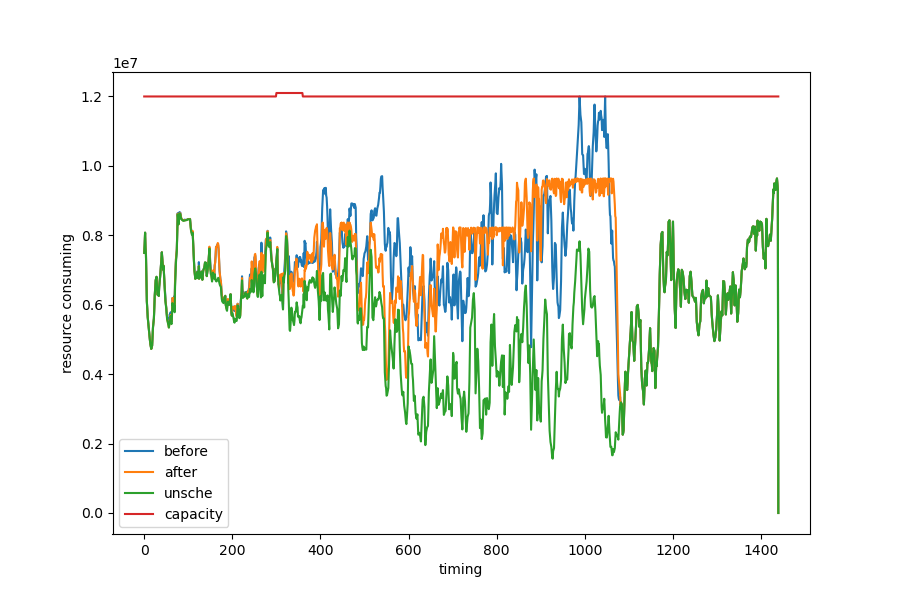 1e7
1.2
1.0
0.8
0.6
0.4
0.2
0.0
resource consuming
0 200 400 600 800 1000 1200 1400
timing
before
after
unsche
capacity